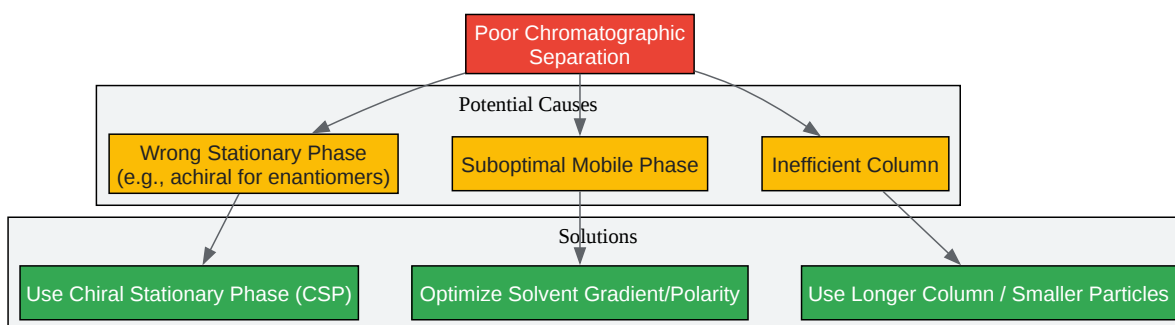 Poor Chromatographic
Separation
Potential Causes
Wrong Stationary Phase
(e.g., achiral for enantiomers)
Suboptimal Mobile Phase
Inefficient Column
Solutions
Use Chiral Stationary Phase (CSP)
Optimize Solvent Gradient/Polarity
Use Longer Column / Smaller Particles